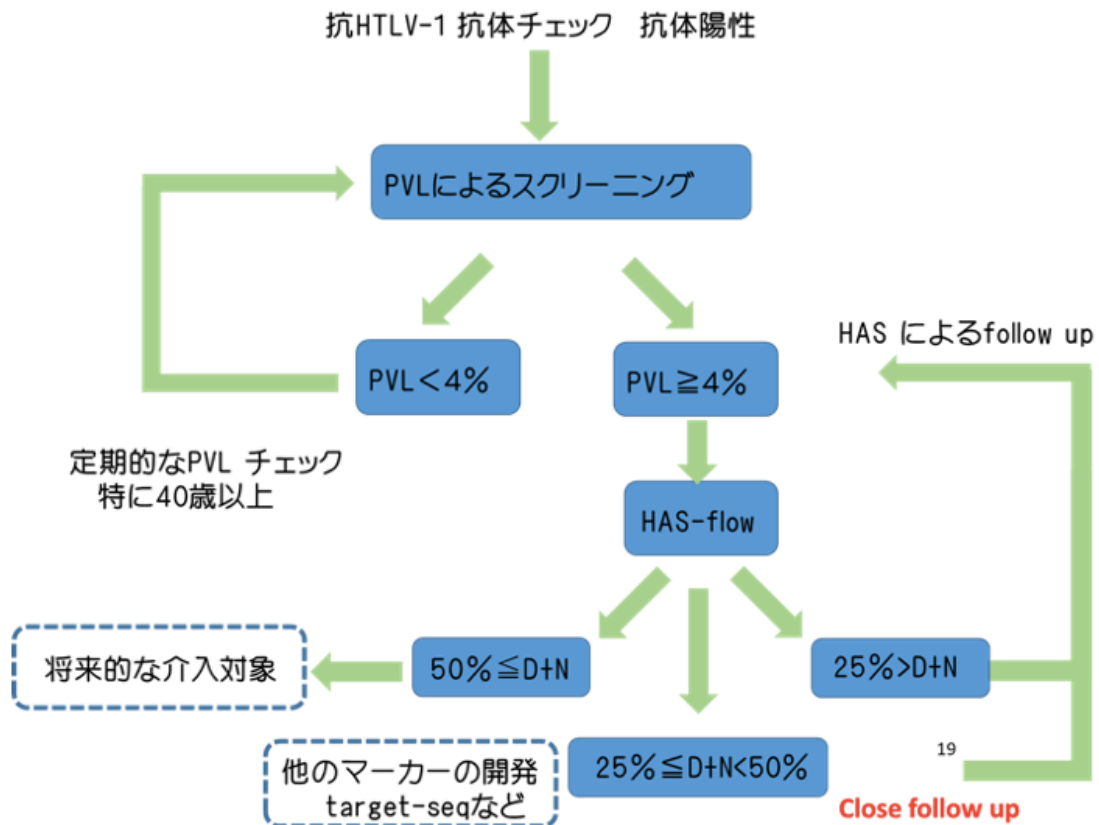 抗HTLV-1 抗体チェック 抗体陽性
PVLによるスクリーニング
PVL<4%
PVL≧4%
HAS によるfollow up
定期的なPVL チェック
特に40歳以上
HAS-flow
将来的な介入対象
50%≦D+N
25%>D+N
他のマーカーの開発
target-seqなど
25%≦D+N<50%
19
Close follow up